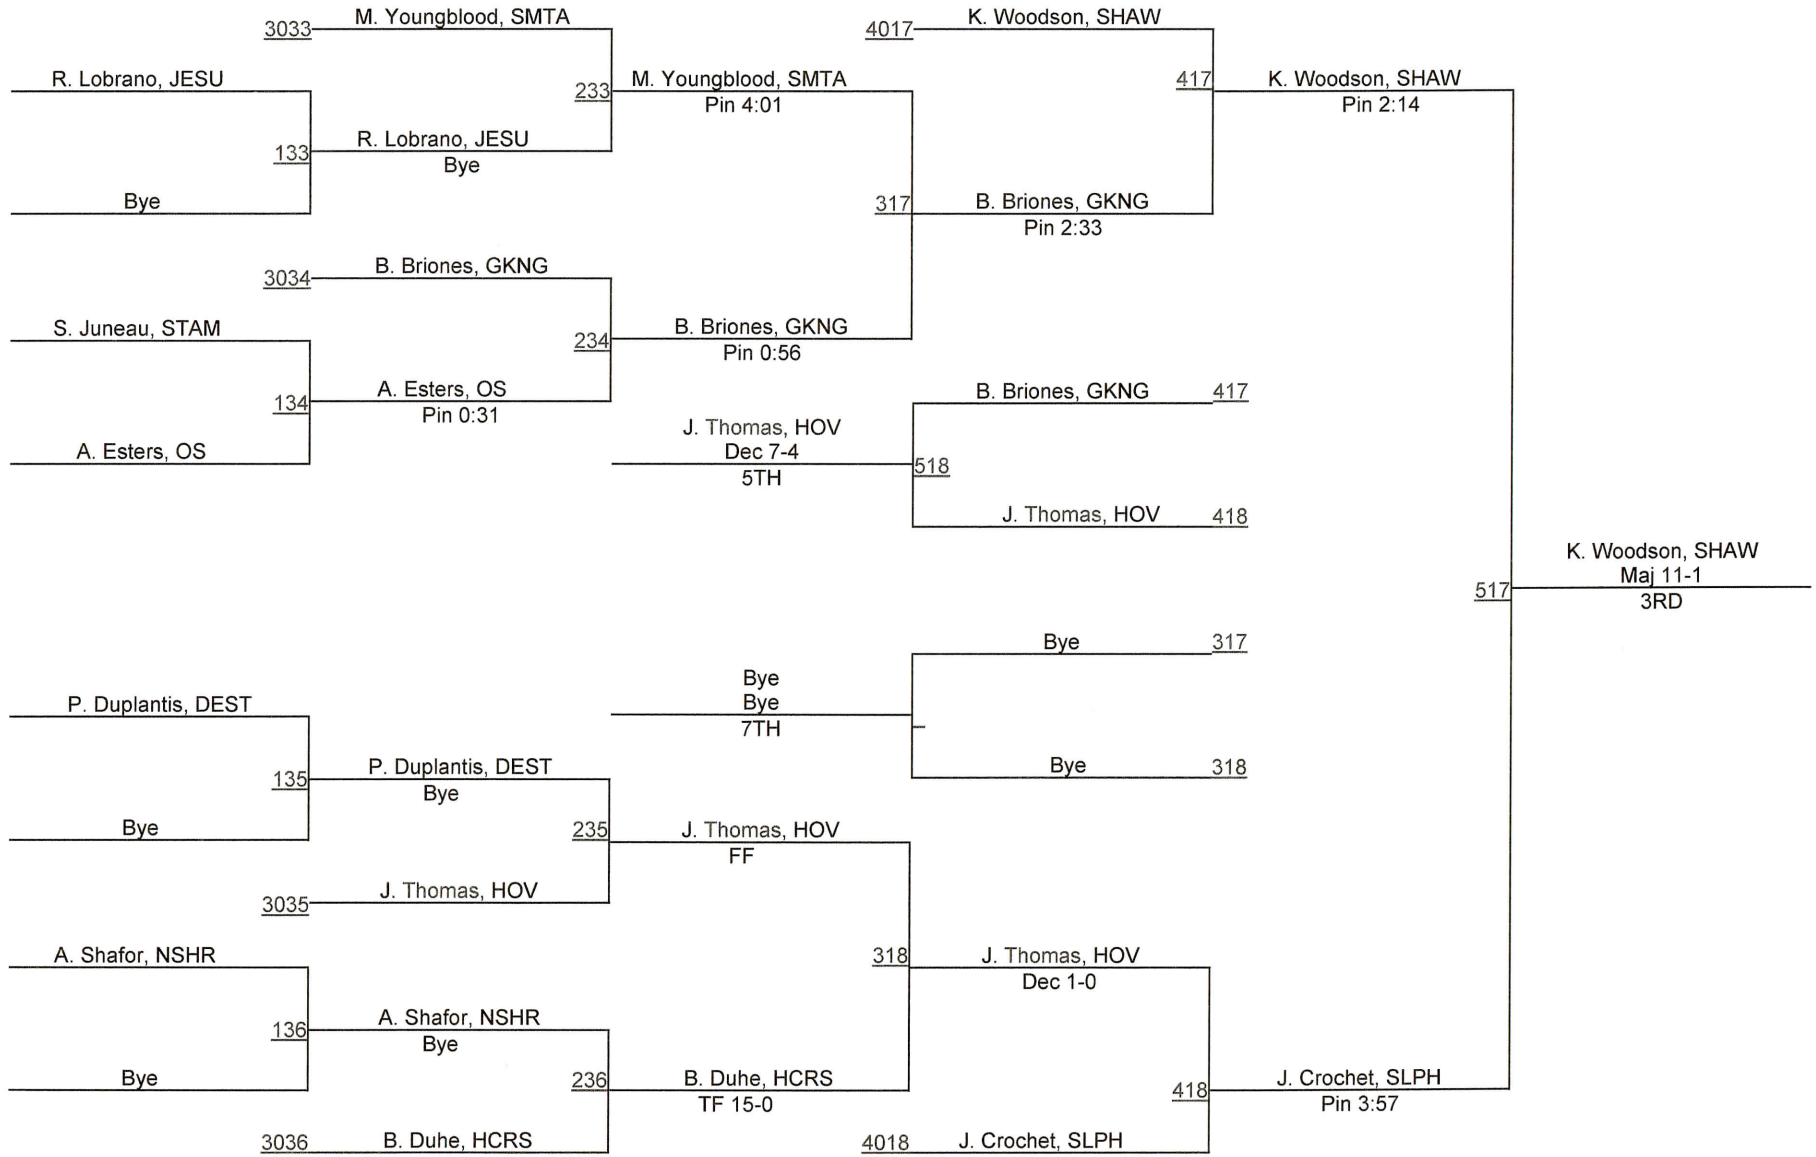 M. Youngblood, SMTA
3033
R. Lobrano, JESU
133
R. Lobrano, JESU
Bye
Bye
233
M. Youngblood, SMTA
Pin 4:01
3034
B. Briones, GKNG
S. Juneau, STAM
134
A. Esters, OS
Pin 0:31
A. Esters, OS
234
B. Briones, GKNG
Pin 0:56
317
B. Briones, GKNG
Pin 2:33
K. Woodson, SHAW
4017
417
K. Woodson, SHAW
Pin 2:14
B. Briones, GKNG 417
J. Thomas, HOV
Dec 7-4
5TH
518
J. Thomas, HOV 418
K. Woodson, SHAW
Maj 11-1
517
3RD
Bye 317
Bye
Bye
7TH
Bye 318
P. Duplantis, DEST
135
P. Duplantis, DEST
Bye
Bye
235
J. Thomas, HOV
FF
J. Thomas, HOV
3035
A. Shafor, NSHR
136
A. Shafor, NSHR
Bye
Bye
236
B. Duhe, HCRS
TF 15-0
3036
B. Duhe, HCRS
318
J. Thomas, HOV
Dec 1-0
418
J. Crochet, SLPH
Pin 3:57
4018
J. Crochet, SLPH